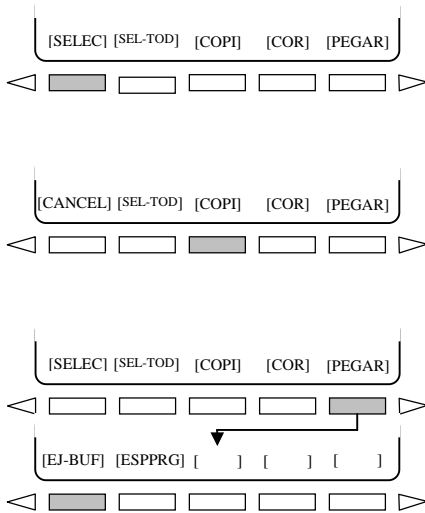 [SELEC] [SEL-TOD] [COPI] [COR] [PEGAR]
[CANCEL] [SEL-TOD] [COPI] [COR] [PEGAR]
[SELEC] [SEL-TOD] [COPI] [COR] [PEGAR]
[EJ-BUF] [ESPPRG] [ ] [ ] [ ]